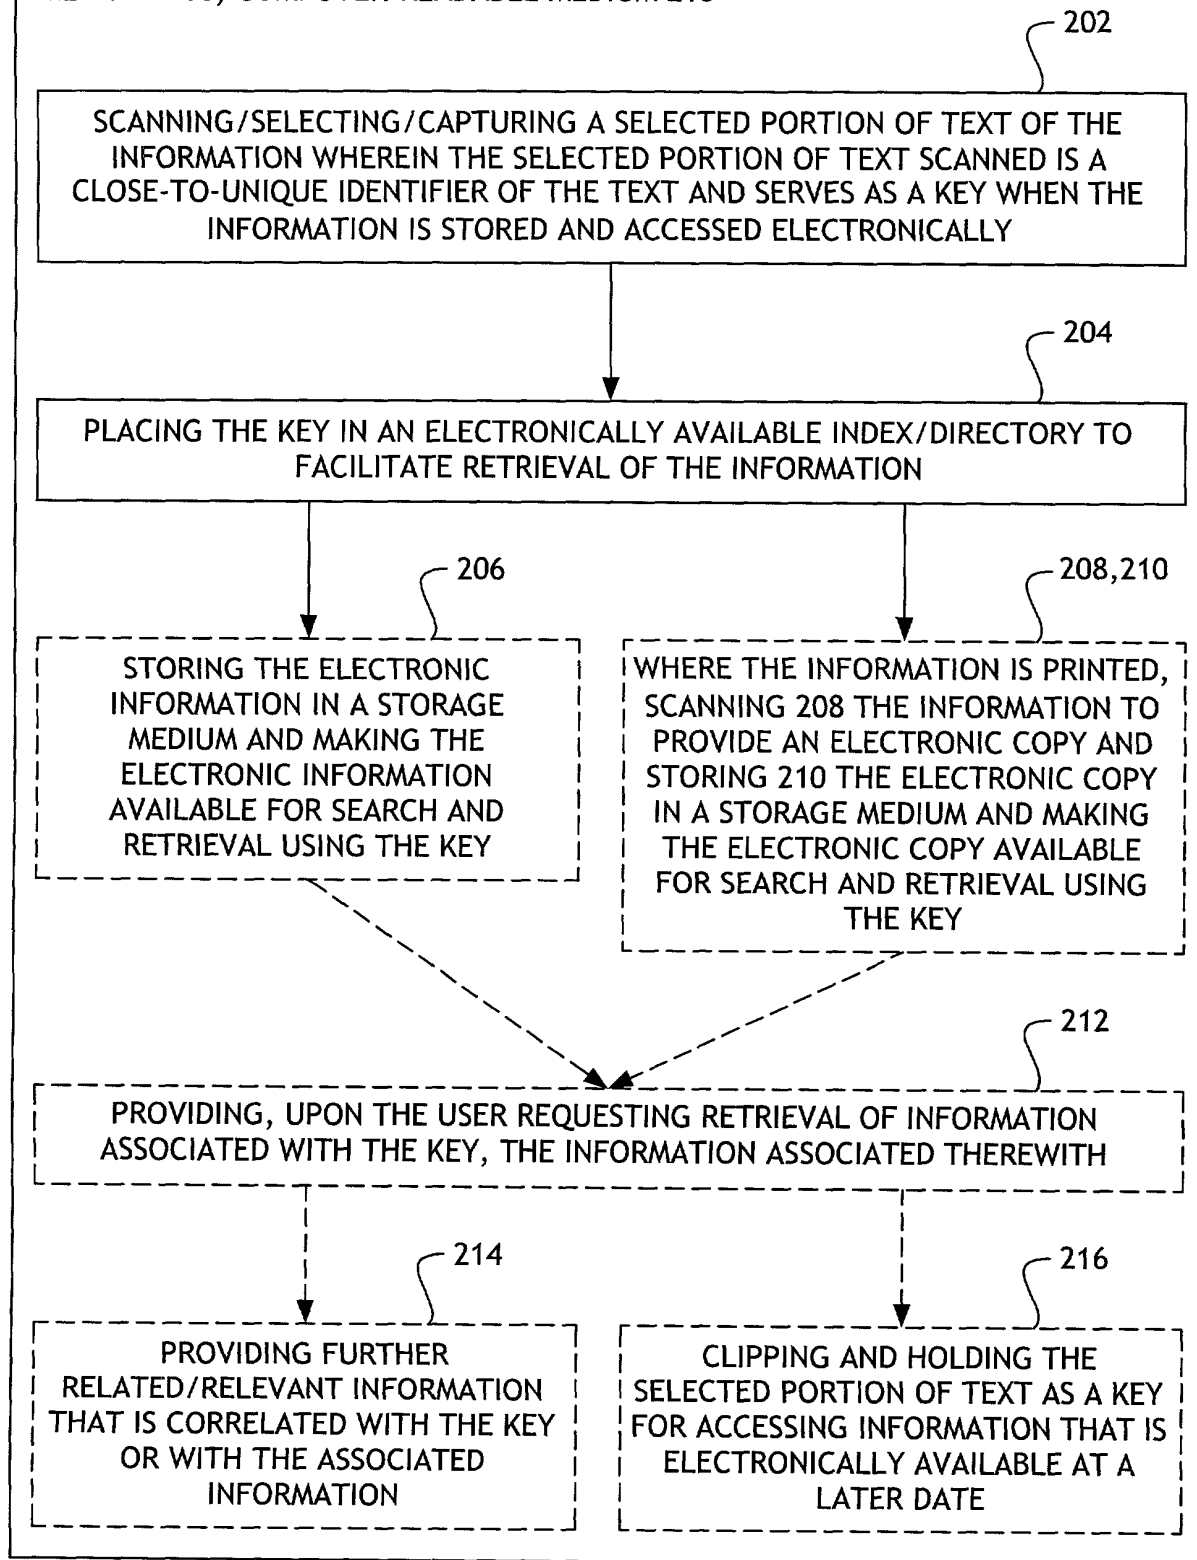 202
SCANNING/SELECTING/CAPTURING A SELECTED PORTION OF TEXT OF THE
INFORMATION WHEREIN THE SELECTED PORTION OF TEXT SCANNED IS A
CLOSE-TO-UNIQUE IDENTIFIER OF THE TEXT AND SERVES AS A KEY WHEN THE
INFORMATION IS STORED AND ACCESSED ELECTRONICALLY
204
PLACING THE KEY IN AN ELECTRONICALLY AVAILABLE INDEX/DIRECTORY TO
FACILITATE RETRIEVAL OF THE INFORMATION
206
STORING THE ELECTRONIC
INFORMATION IN A STORAGE
MEDIUM AND MAKING THE
ELECTRONIC INFORMATION
AVAILABLE FOR SEARCH AND
RETRIEVAL USING THE KEY
208,210
WHERE THE INFORMATION IS PRINTED,
SCANNING 208 THE INFORMATION TO
PROVIDE AN ELECTRONIC COPY AND
STORING 210 THE ELECTRONIC COPY
IN A STORAGE MEDIUM AND MAKING
THE ELECTRONIC COPY AVAILABLE
FOR SEARCH AND RETRIEVAL USING
THE KEY
212
PROVIDING, UPON THE USER REQUESTING RETRIEVAL OF INFORMATION
ASSOCIATED WITH THE KEY, THE INFORMATION ASSOCIATED THEREWITH
214
PROVIDING FURTHER
RELATED/RELEVANT INFORMATION
THAT IS CORRELATED WITH THE KEY
OR WITH THE ASSOCIATED
INFORMATION
216
CLIPPING AND HOLDING THE
SELECTED PORTION OF TEXT AS A KEY
FOR ACCESSING INFORMATION THAT IS
ELECTRONICALLY AVAILABLE AT A
LATER DATE